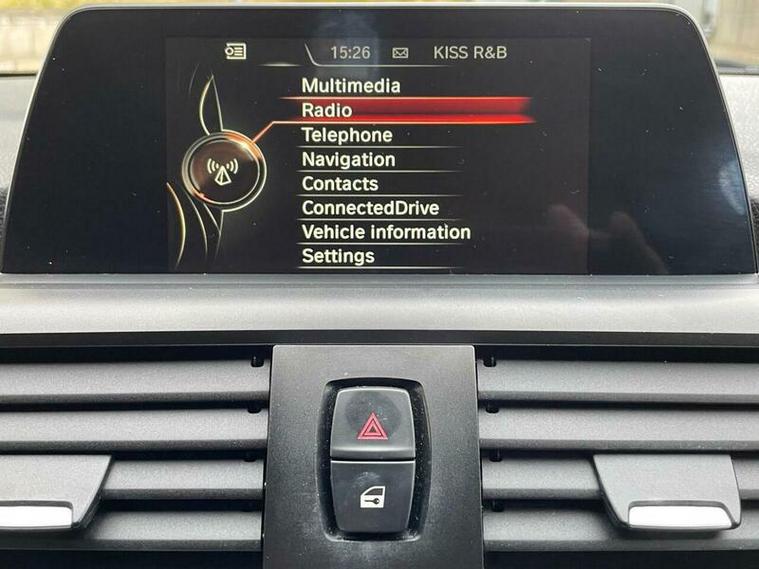 15:26 KISS R&B
Multimedia
Radio
Telephone
Navigation
Contacts
ConnectedDrive
Vehicle information
Settings